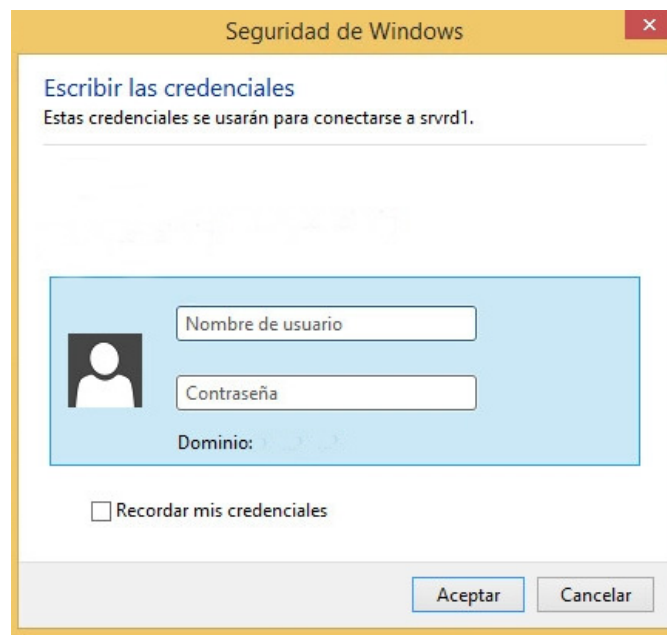 Seguridad de Windows
Escribir las credenciales
Estas credenciales se usarán para conectarse a srvrd1.
Nombre de usuario
Contraseña
Dominio:
Recordar mis credenciales
Aceptar
Cancelar